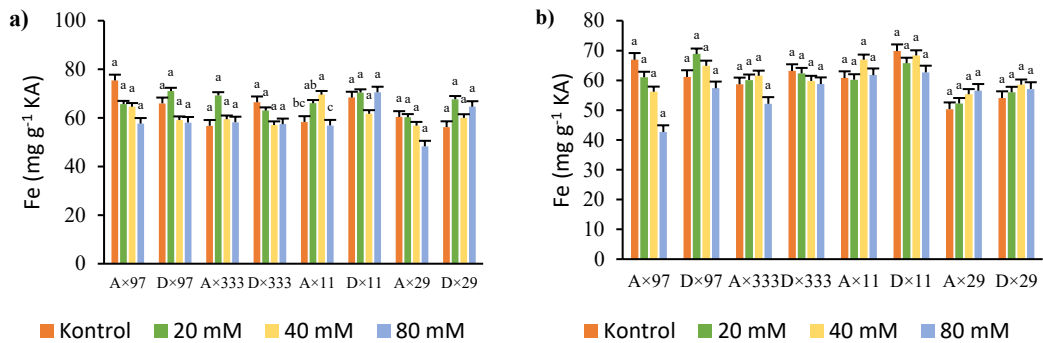 a)
Fe (mg g⁻¹ KA)
100
80
60
40
20
0
a a a a a a a a a a a a a a a a bc ab a c a a a a a a a a a a a a
A×97 D×97 A×333 D×333 A×11 D×11 A×29 D×29
Kontrol 20 mM 40 mM 80 mM
b)
Fe (mg g⁻¹ KA)
80
70
60
50
40
30
20
10
0
a a a a a a a a a a a a a a a a a a a a a a a a a a a a a a a a
A×97 D×97 A×333 D×333 A×11 D×11 A×29 D×29
Kontrol 20 mM 40 mM 80 mM